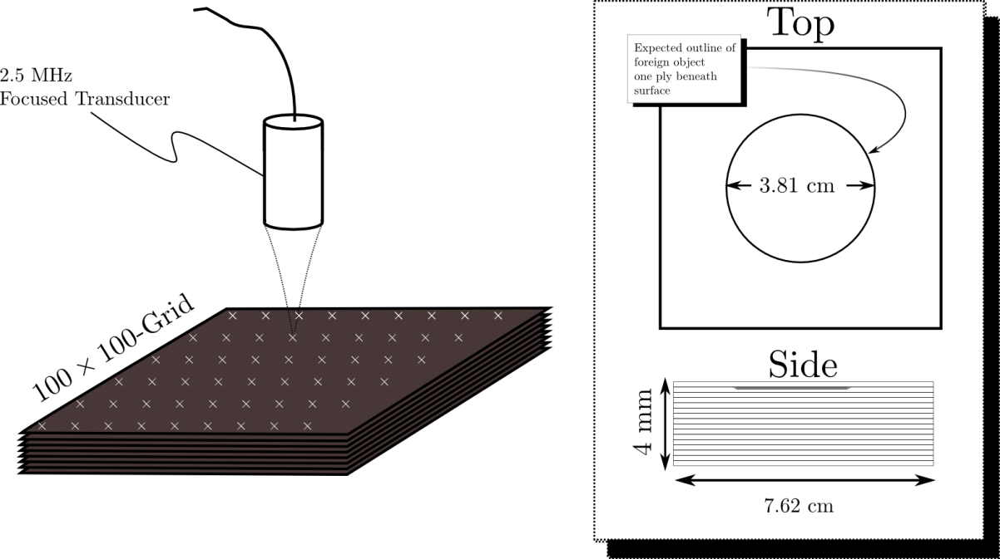 2.5 MHz
Focused Transducer
100 × 100-Grid
Top
Expected outline of
foreign object
one ply beneath
surface
3.81 cm
Side
4 mm
7.62 cm